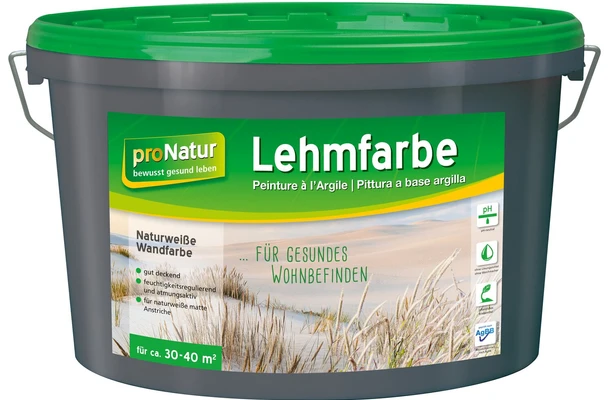 proNatur
bewusst gesund leben
Lehmfarbe
Peinture à l'Argile | Pittura a base argilla
Naturweiße
Wandfarbe
• gut deckend
• feuchtigkeitsregulierend
und atmungsaktiv
• für naturweiße matte
Anstriche
für ca. 30-40 m²
... FÜR GESUNDES
WOHNBEFINDEN
pH
AgBB